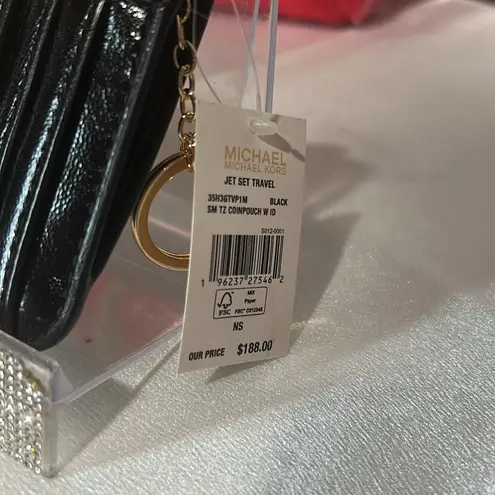 MICHAEL
MICHAEL KORS
JET SET TRAVEL
35H3GTVP1M BLACK
SM TZ COINPOUCH W ID
S012-0001
1 96237 27546 2
FSC
MIX
Paper
FSC® C012345
NS
OUR PRICE $188.00